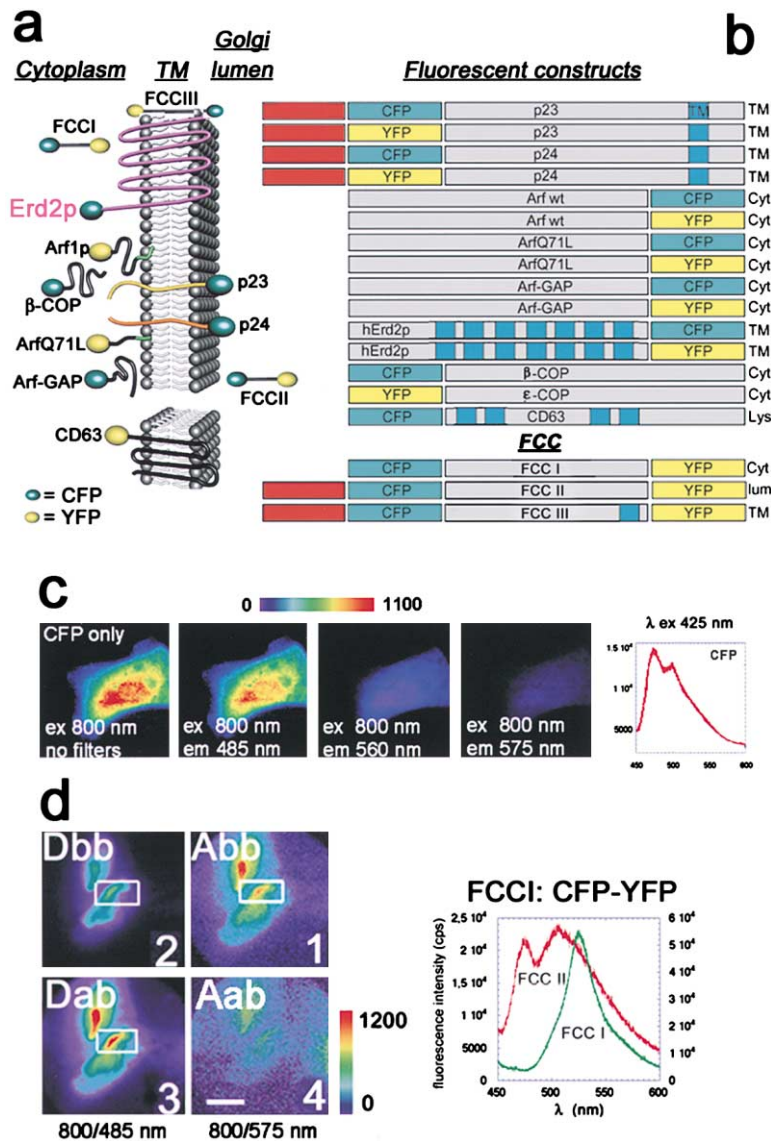 a
b
Cytoplasm TM Golgi lumen
Fluorescent constructs
FCCIII
FCCI
Erd2p
Arf1p
β-COP
ArfQ71L
Arf-GAP
p23
p24
FCCII
CD63
= CFP
= YFP
CFP p23 TM TM
YFP p23 TM
CFP p24 TM
YFP p24 TM
Arf wt CFP Cyt
Arf wt YFP Cyt
ArfQ71L CFP Cyt
ArfQ71L YFP Cyt
Arf-GAP CFP Cyt
Arf-GAP YFP Cyt
hErd2p CFP TM
hErd2p YFP TM
CFP β-COP Cyt
YFP ε-COP Cyt
CFP CD63 Lys
FCC
CFP FCC I YFP Cyt
CFP FCC II YFP lum
CFP FCC III YFP TM
c
0 1100
CFP only
ex 800 nm
no filters
ex 800 nm
em 485 nm
ex 800 nm
em 560 nm
ex 800 nm
em 575 nm
λ ex 425 nm
CFP
1.5 10⁴
1 10⁴
5000
450 500 550 600
d
Dbb
2
Abb
1
Dab
3
Aab
4
1200
0
800/485 nm 800/575 nm
FCCI: CFP-YFP
fluorescence intensity (cps)
2,5 10⁴
2 10⁴
1,5 10⁴
1 10⁴
5000
0
6 10⁴
5 10⁴
4 10⁴
3 10⁴
2 10⁴
1 10⁴
0
FCC II
FCC I
450 500 550 600
λ (nm)